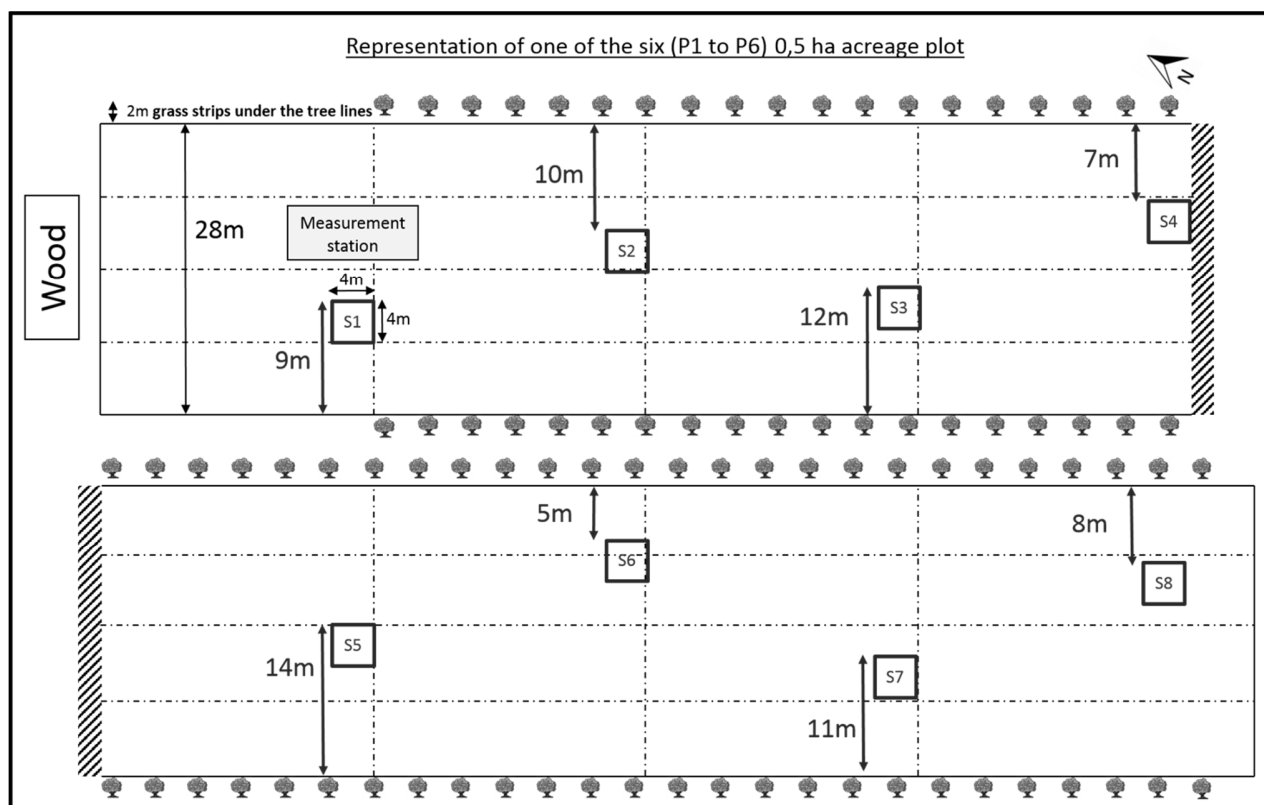 Representation of one of the six (P1 to P6) 0,5 ha acreage plot
N
2m grass strips under the tree lines
Wood
28m
Measurement
station
10m
7m
S4
S2
4m
S1
4m
9m
12m
S3
5m
8m
S6
S8
S5
14m
S7
11m